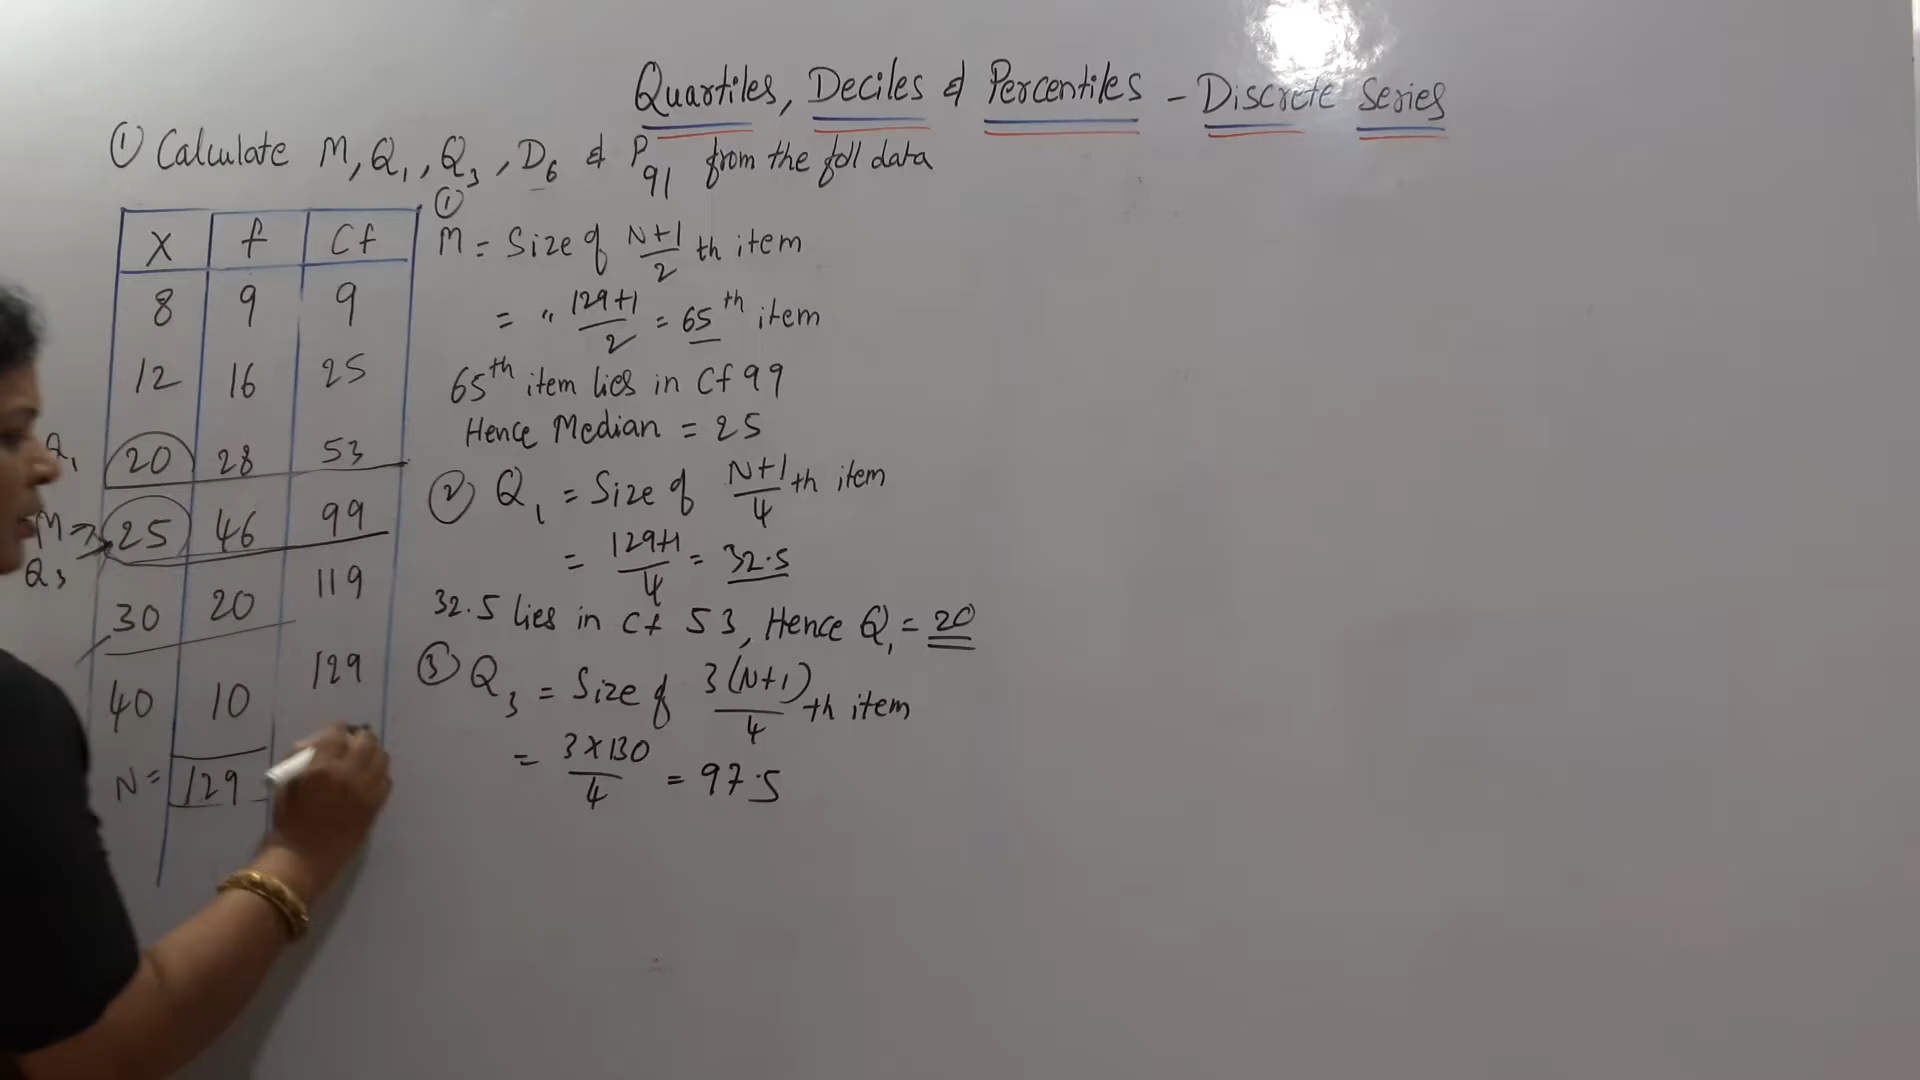 Quartiles, Deciles & Percentiles - Discrete Series
① Calculate M, Q₁, Q₃, D₆ & P₉₁ from the foll data
X f Cf
8 9 9
12 16 25
Q₁ 20 28 53
M → 25 46 99
Q₃
30 20 119
40 10 129
N = 129
①
M = Size of N+1/2 th item
= " 129+1/2 = 65th item
65th item lies in Cf 99
Hence Median = 25
② Q₁ = Size of N+1/4 th item
= 129+1/4 = 32.5
32.5 lies in Cf 53, Hence Q₁ = 20
③ Q₃ = Size of 3(N+1)/4 th item
= 3 X 130/4 = 97.5